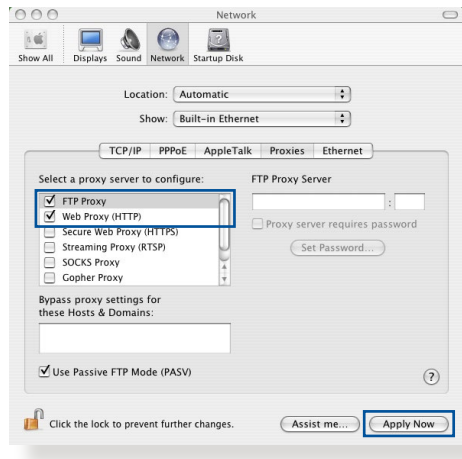 Network
Show All Displays Sound Network Startup Disk
Location: Automatic
Show: Built-in Ethernet
TCP/IP PPPoE AppleTalk Proxies Ethernet
Select a proxy server to configure: FTP Proxy Server
FTP Proxy :
Web Proxy (HTTP) Proxy server requires password
Secure Web Proxy (HTTPS)
Streaming Proxy (RTSP) Set Password...
SOCKS Proxy
Gopher Proxy
Bypass proxy settings for
these Hosts & Domains:
Use Passive FTP Mode (PASV) ?
Click the lock to prevent further changes. Assist me... Apply Now